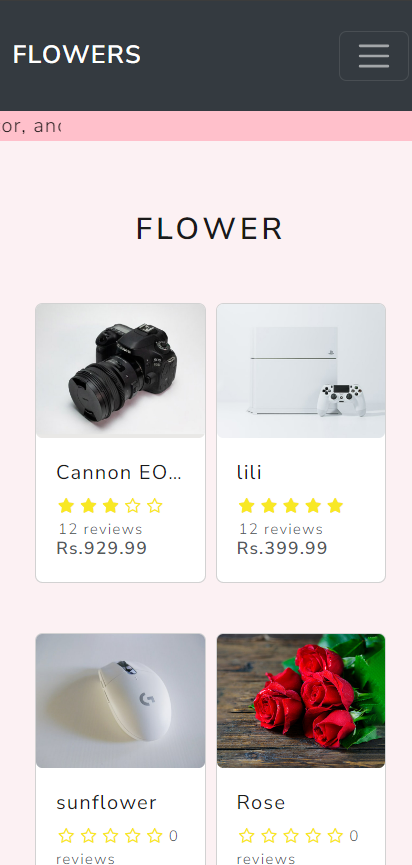 FLOWERS
or, and
FLOWER
Cannon EO...
12 reviews
Rs.929.99
lili
12 reviews
Rs.399.99
sunflower
0
reviews
Rose
0
reviews